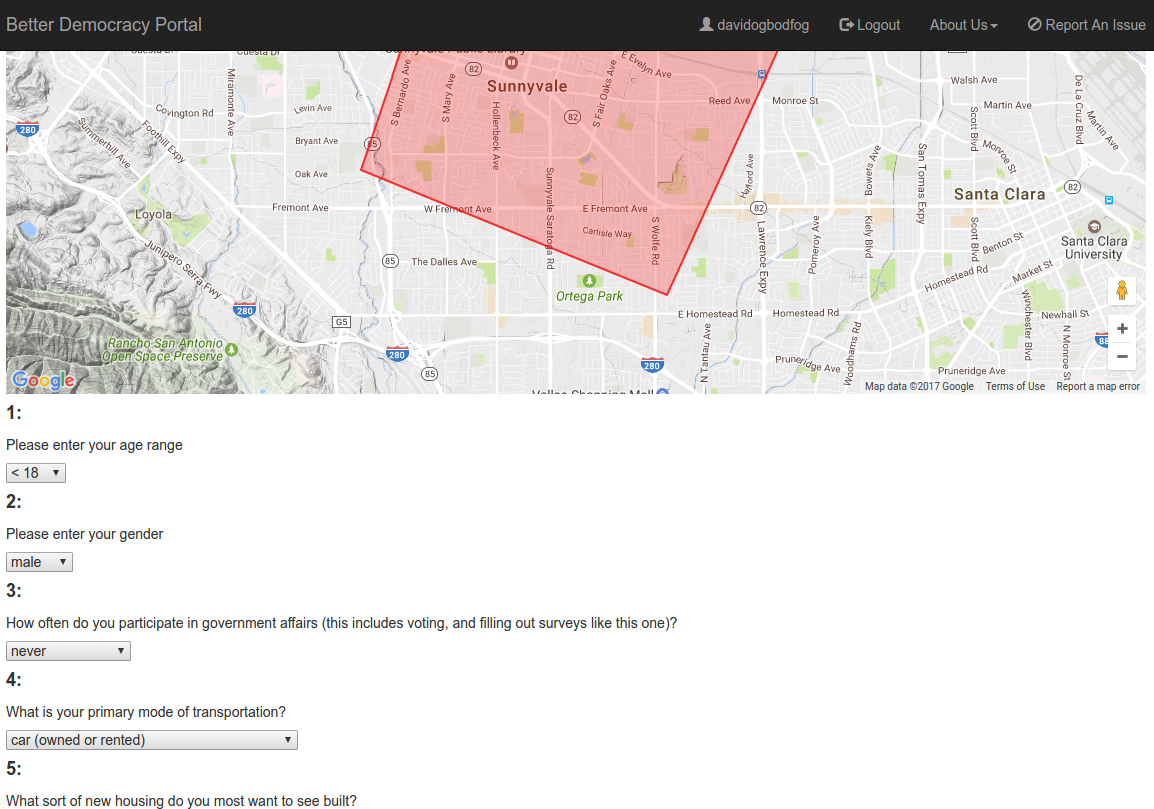 Better Democracy Portal
davidogbodfog
Logout
About Us
Report An Issue
Cuesta Dr
Cuesta Dr
Sunnyvale Public Library
E Evelyn Ave
82
Sunnyvale
Walsh Ave
Miramonte Ave
S Bernardo Ave
S Mary Ave
Hollenbeck Ave
S Fair Oaks Ave
Reed Ave
Monroe St
Martin Ave
De La Cruz Blvd
Martin Ave
Levin Ave
Covington Rd
Foothill Expy
Summerhill Ave
280
82
Scott Blvd
Monroe St
Bryant Ave
85
Oak Ave
Bowers Ave
San Tomas Expy
Halford Ave
Sunnyvale Saratoga Rd
Santa Clara
82
Loyola
Fremont Ave
W Fremont Ave
E Fremont Ave
82
S Wolfe Rd
Carlisle Way
Lawrence Expy
Pomeroy Ave
Kiely Blvd
Scott Blvd
Benton St
Santa Clara
University
Junipero Serra Fwy
85
The Dalles Ave
Homestead Rd
Market St
Ortega Park
280
G5
E Homestead Rd
Homestead Rd
Winchester Blvd
Newhall St
N Monroe St
Rancho San Antonio
Open Space Preserve
280
N Tantau Ave
Woodhams Rd
88
280
Pruneridge Ave
Pruneridge Ave
85
Google
Vallco Shopping Mall
Map data ©2017 Google
Terms of Use
Report a map error
1:
Please enter your age range
< 18
2:
Please enter your gender
male
3:
How often do you participate in government affairs (this includes voting, and filling out surveys like this one)?
never
4:
What is your primary mode of transportation?
car (owned or rented)
5:
What sort of new housing do you most want to see built?